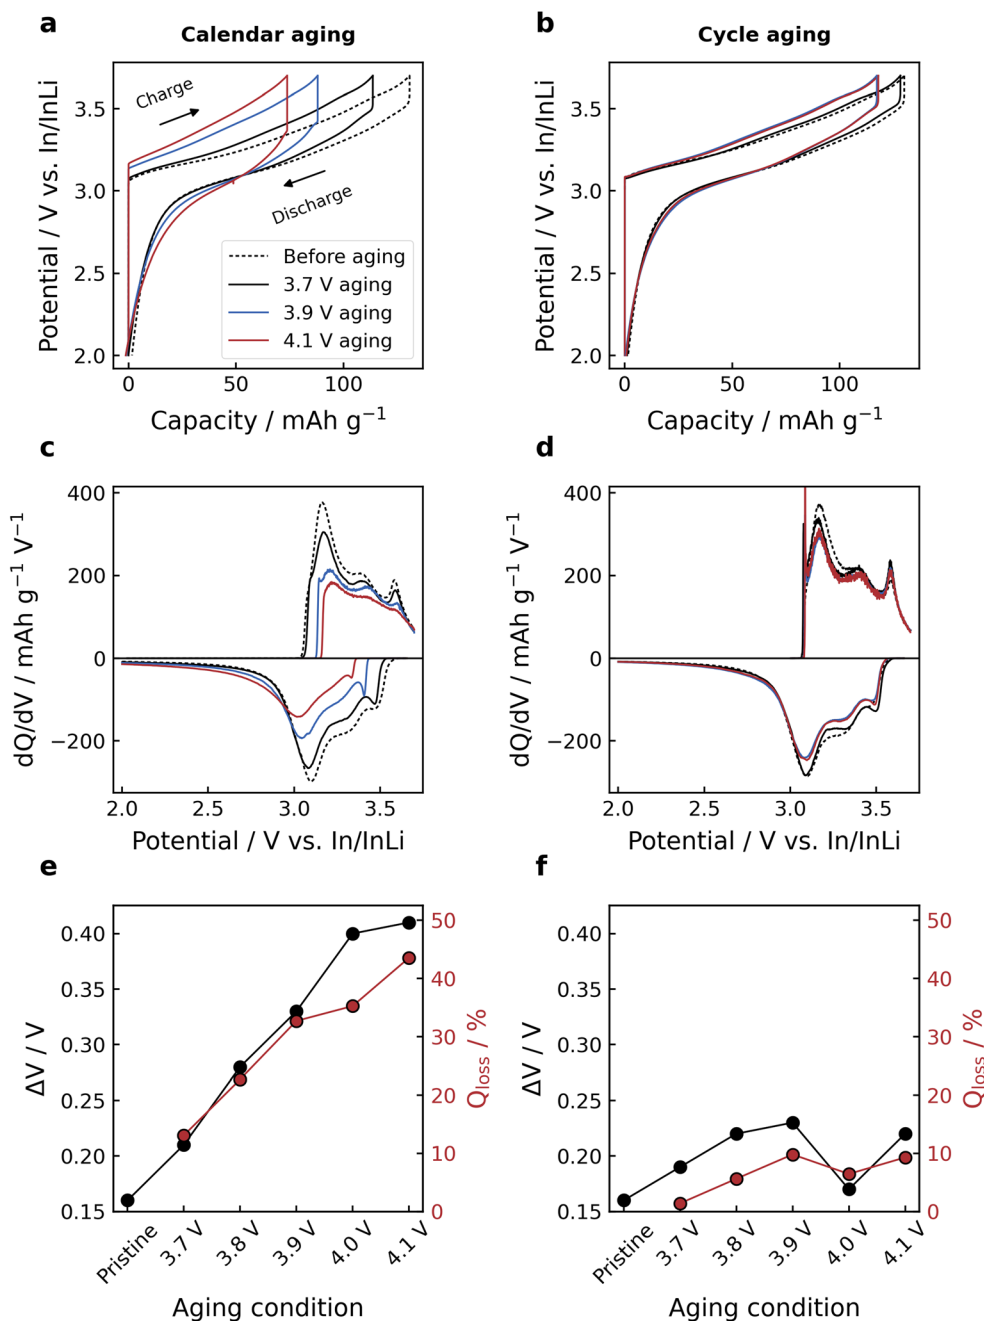 a
Calendar aging
Potential / V vs. In/InLi
3.5
3.0
2.5
2.0
Charge
Discharge
Before aging
3.7 V aging
3.9 V aging
4.1 V aging
0 50 100
Capacity / mAh g⁻¹
b
Cycle aging
Potential / V vs. In/InLi
3.5
3.0
2.5
2.0
0 50 100
Capacity / mAh g⁻¹
c
dQ/dV / mAh g⁻¹ V⁻¹
400
200
0
−200
2.0 2.5 3.0 3.5
Potential / V vs. In/InLi
d
dQ/dV / mAh g⁻¹ V⁻¹
400
200
0
−200
2.0 2.5 3.0 3.5
Potential / V vs. In/InLi
e
ΔV / V
0.40
0.35
0.30
0.25
0.20
0.15
50
40
30
20
10
0
Qloss / %
Pristine 3.7 V 3.8 V 3.9 V 4.0 V 4.1 V
Aging condition
f
ΔV / V
0.40
0.35
0.30
0.25
0.20
0.15
50
40
30
20
10
0
Qloss / %
Pristine 3.7 V 3.8 V 3.9 V 4.0 V 4.1 V
Aging condition